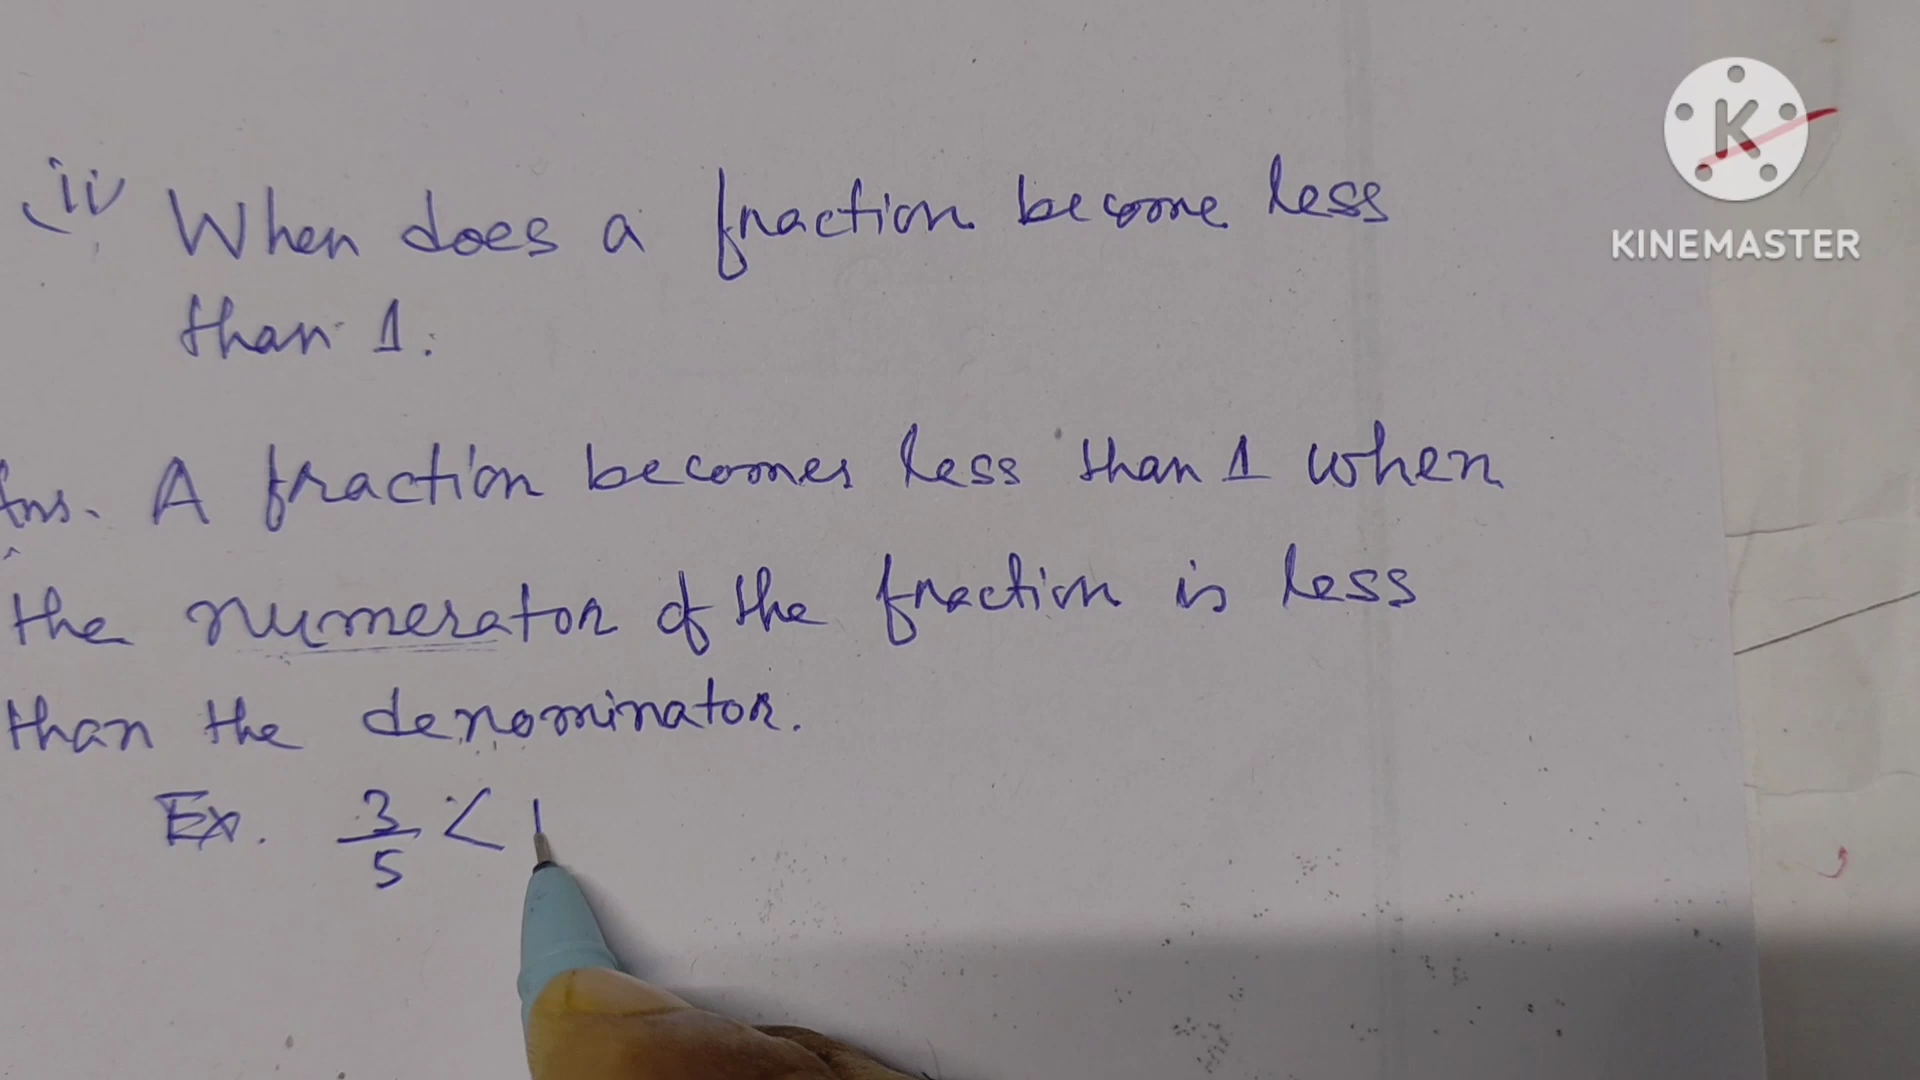 ii) When does a fraction become less
than 1.
Ans. A fraction becomes less than 1 when
the numerator of the fraction is less
than the denominator.
Ex. 3/5 < 1
K
KINEMASTER